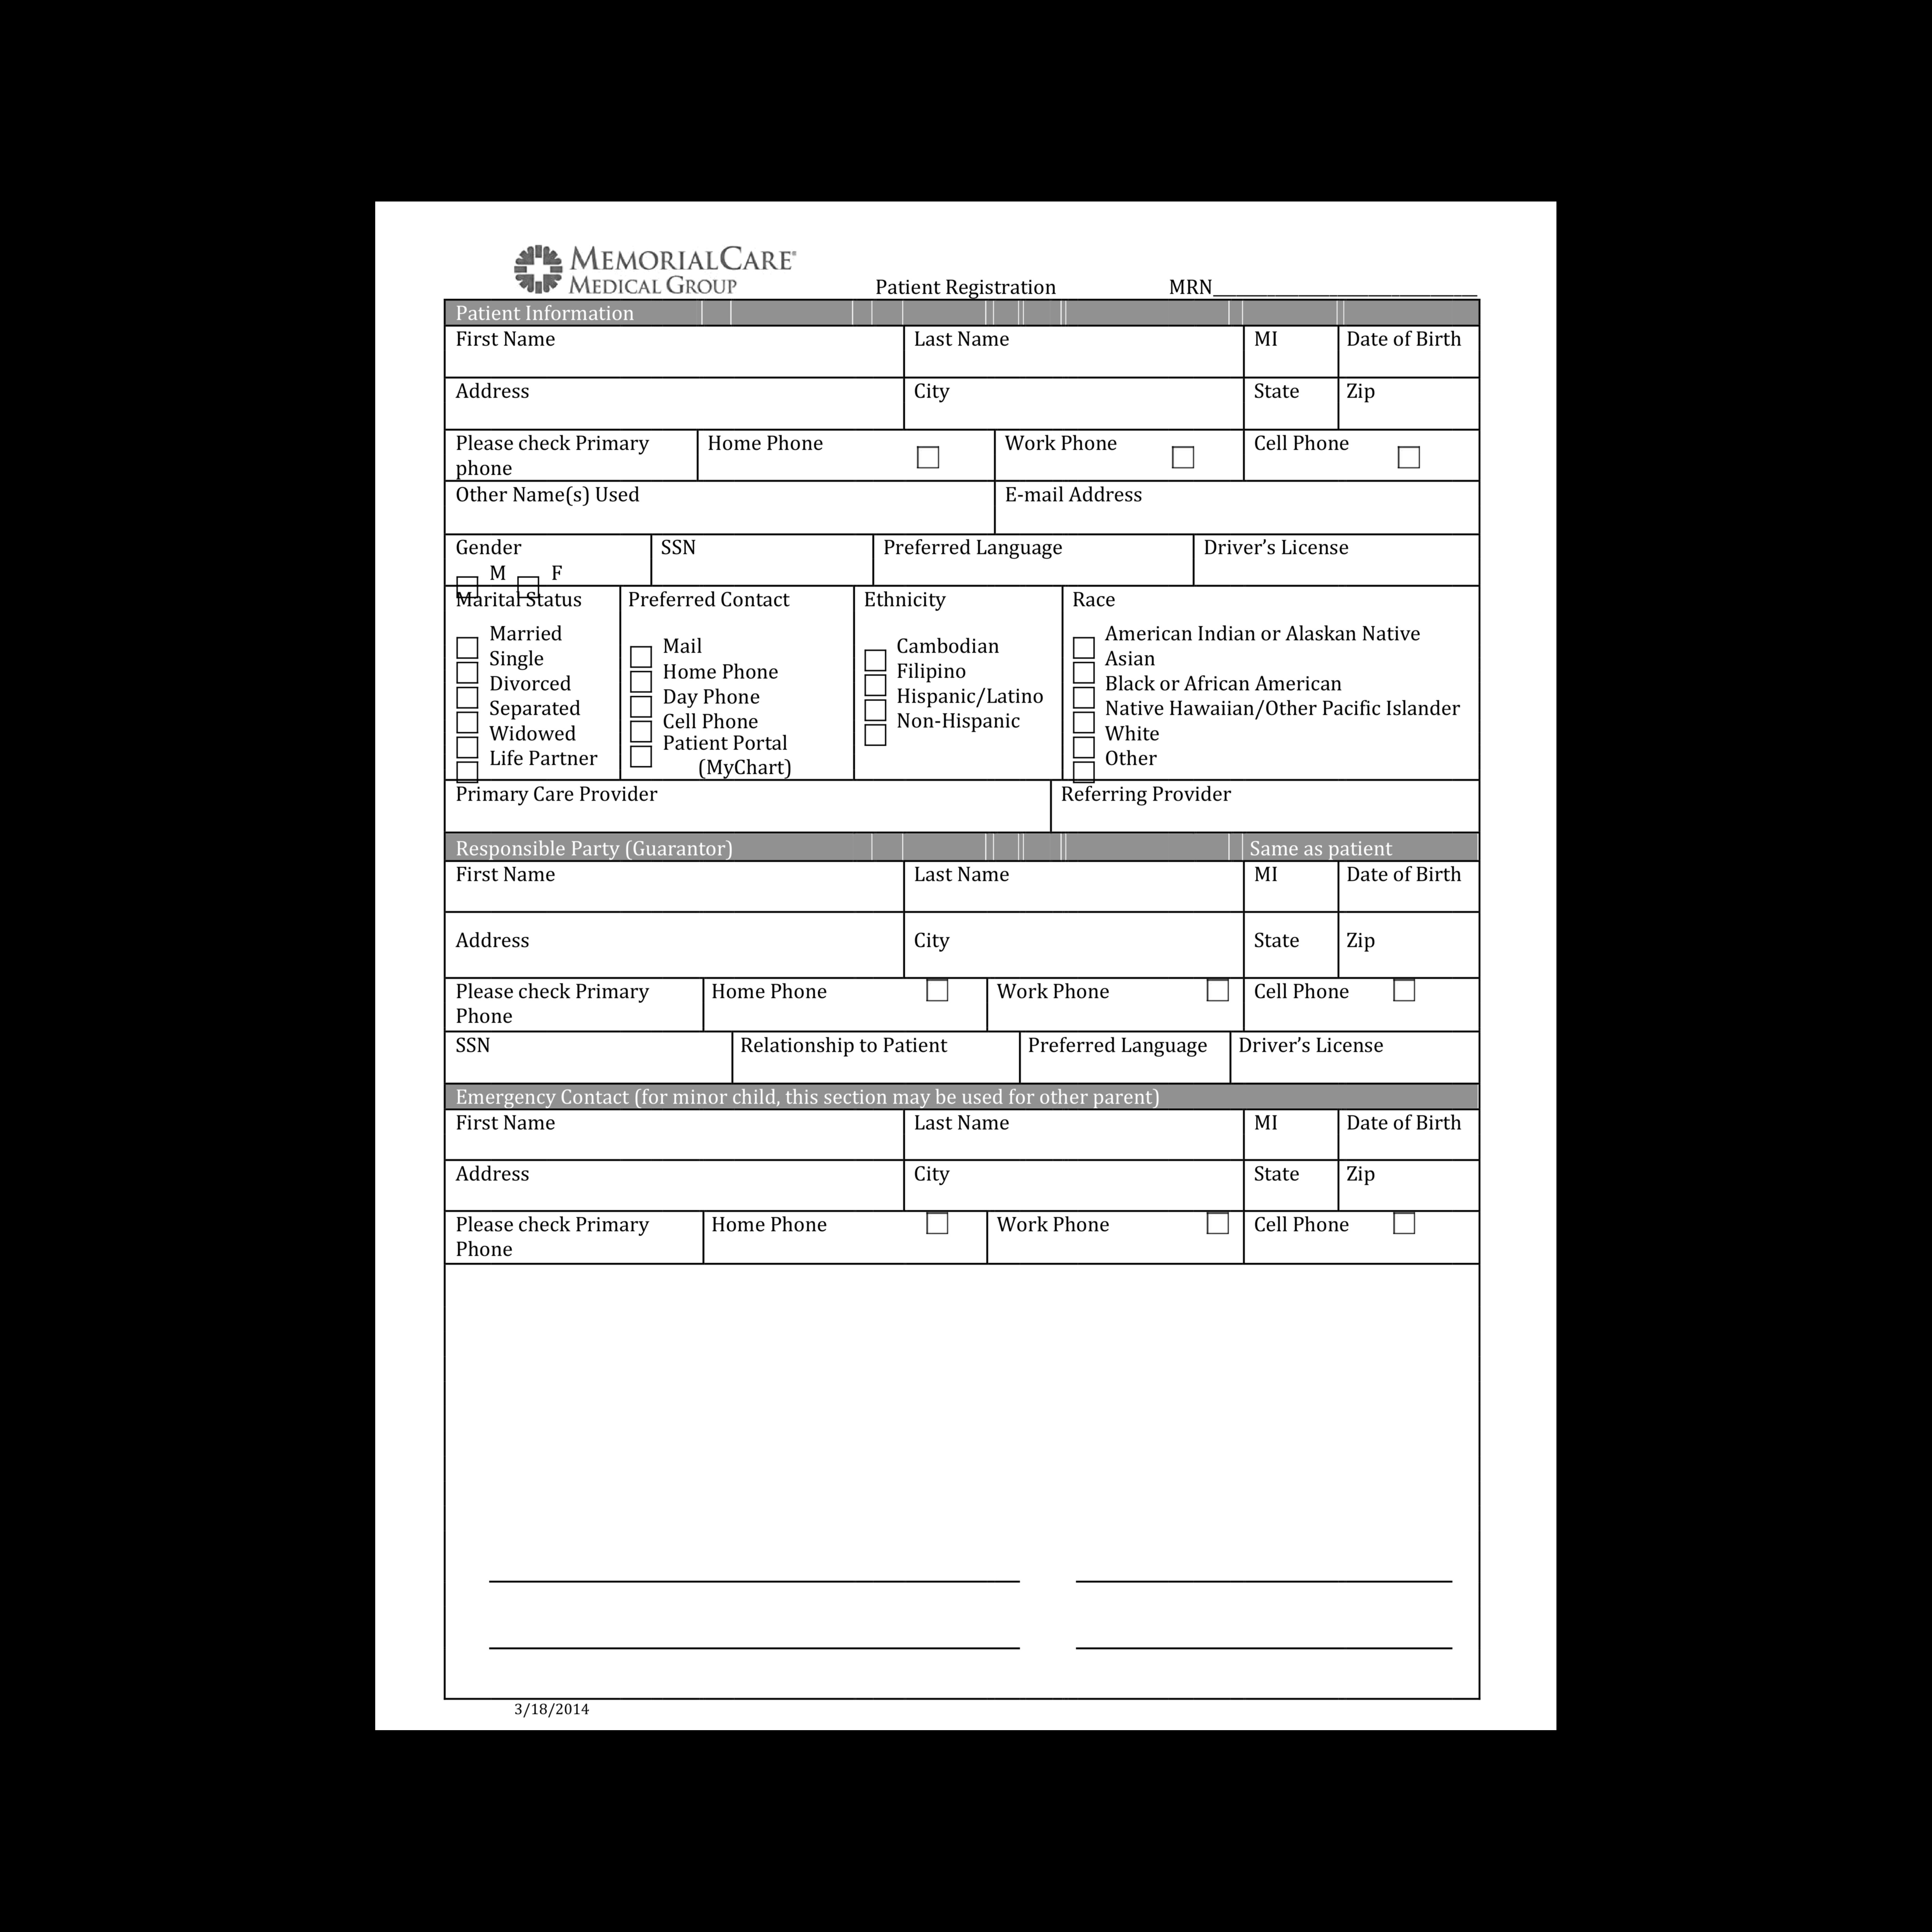 MEMORIALCARE®
MEDICAL GROUP
Patient Registration MRN________________________
Patient Information
First Name Last Name MI Date of Birth
Address City State Zip
Please check Primary phone Home Phone Work Phone Cell Phone
Other Name(s) Used E-mail Address
Gender SSN Preferred Language Driver’s License
M F
Marital Status Preferred Contact Ethnicity Race
Married
Single
Divorced
Separated
Widowed
Life Partner
Mail
Home Phone
Day Phone
Cell Phone
Patient Portal
(MyChart)
Cambodian
Filipino
Hispanic/Latino
Non-Hispanic
American Indian or Alaskan Native
Asian
Black or African American
Native Hawaiian/Other Pacific Islander
White
Other
Primary Care Provider Referring Provider
Responsible Party (Guarantor) Same as patient
First Name Last Name MI Date of Birth
Address City State Zip
Please check Primary Phone Home Phone Work Phone Cell Phone
SSN Relationship to Patient Preferred Language Driver’s License
Emergency Contact (for minor child, this section may be used for other parent)
First Name Last Name MI Date of Birth
Address City State Zip
Please check Primary Phone Home Phone Work Phone Cell Phone
3/18/2014